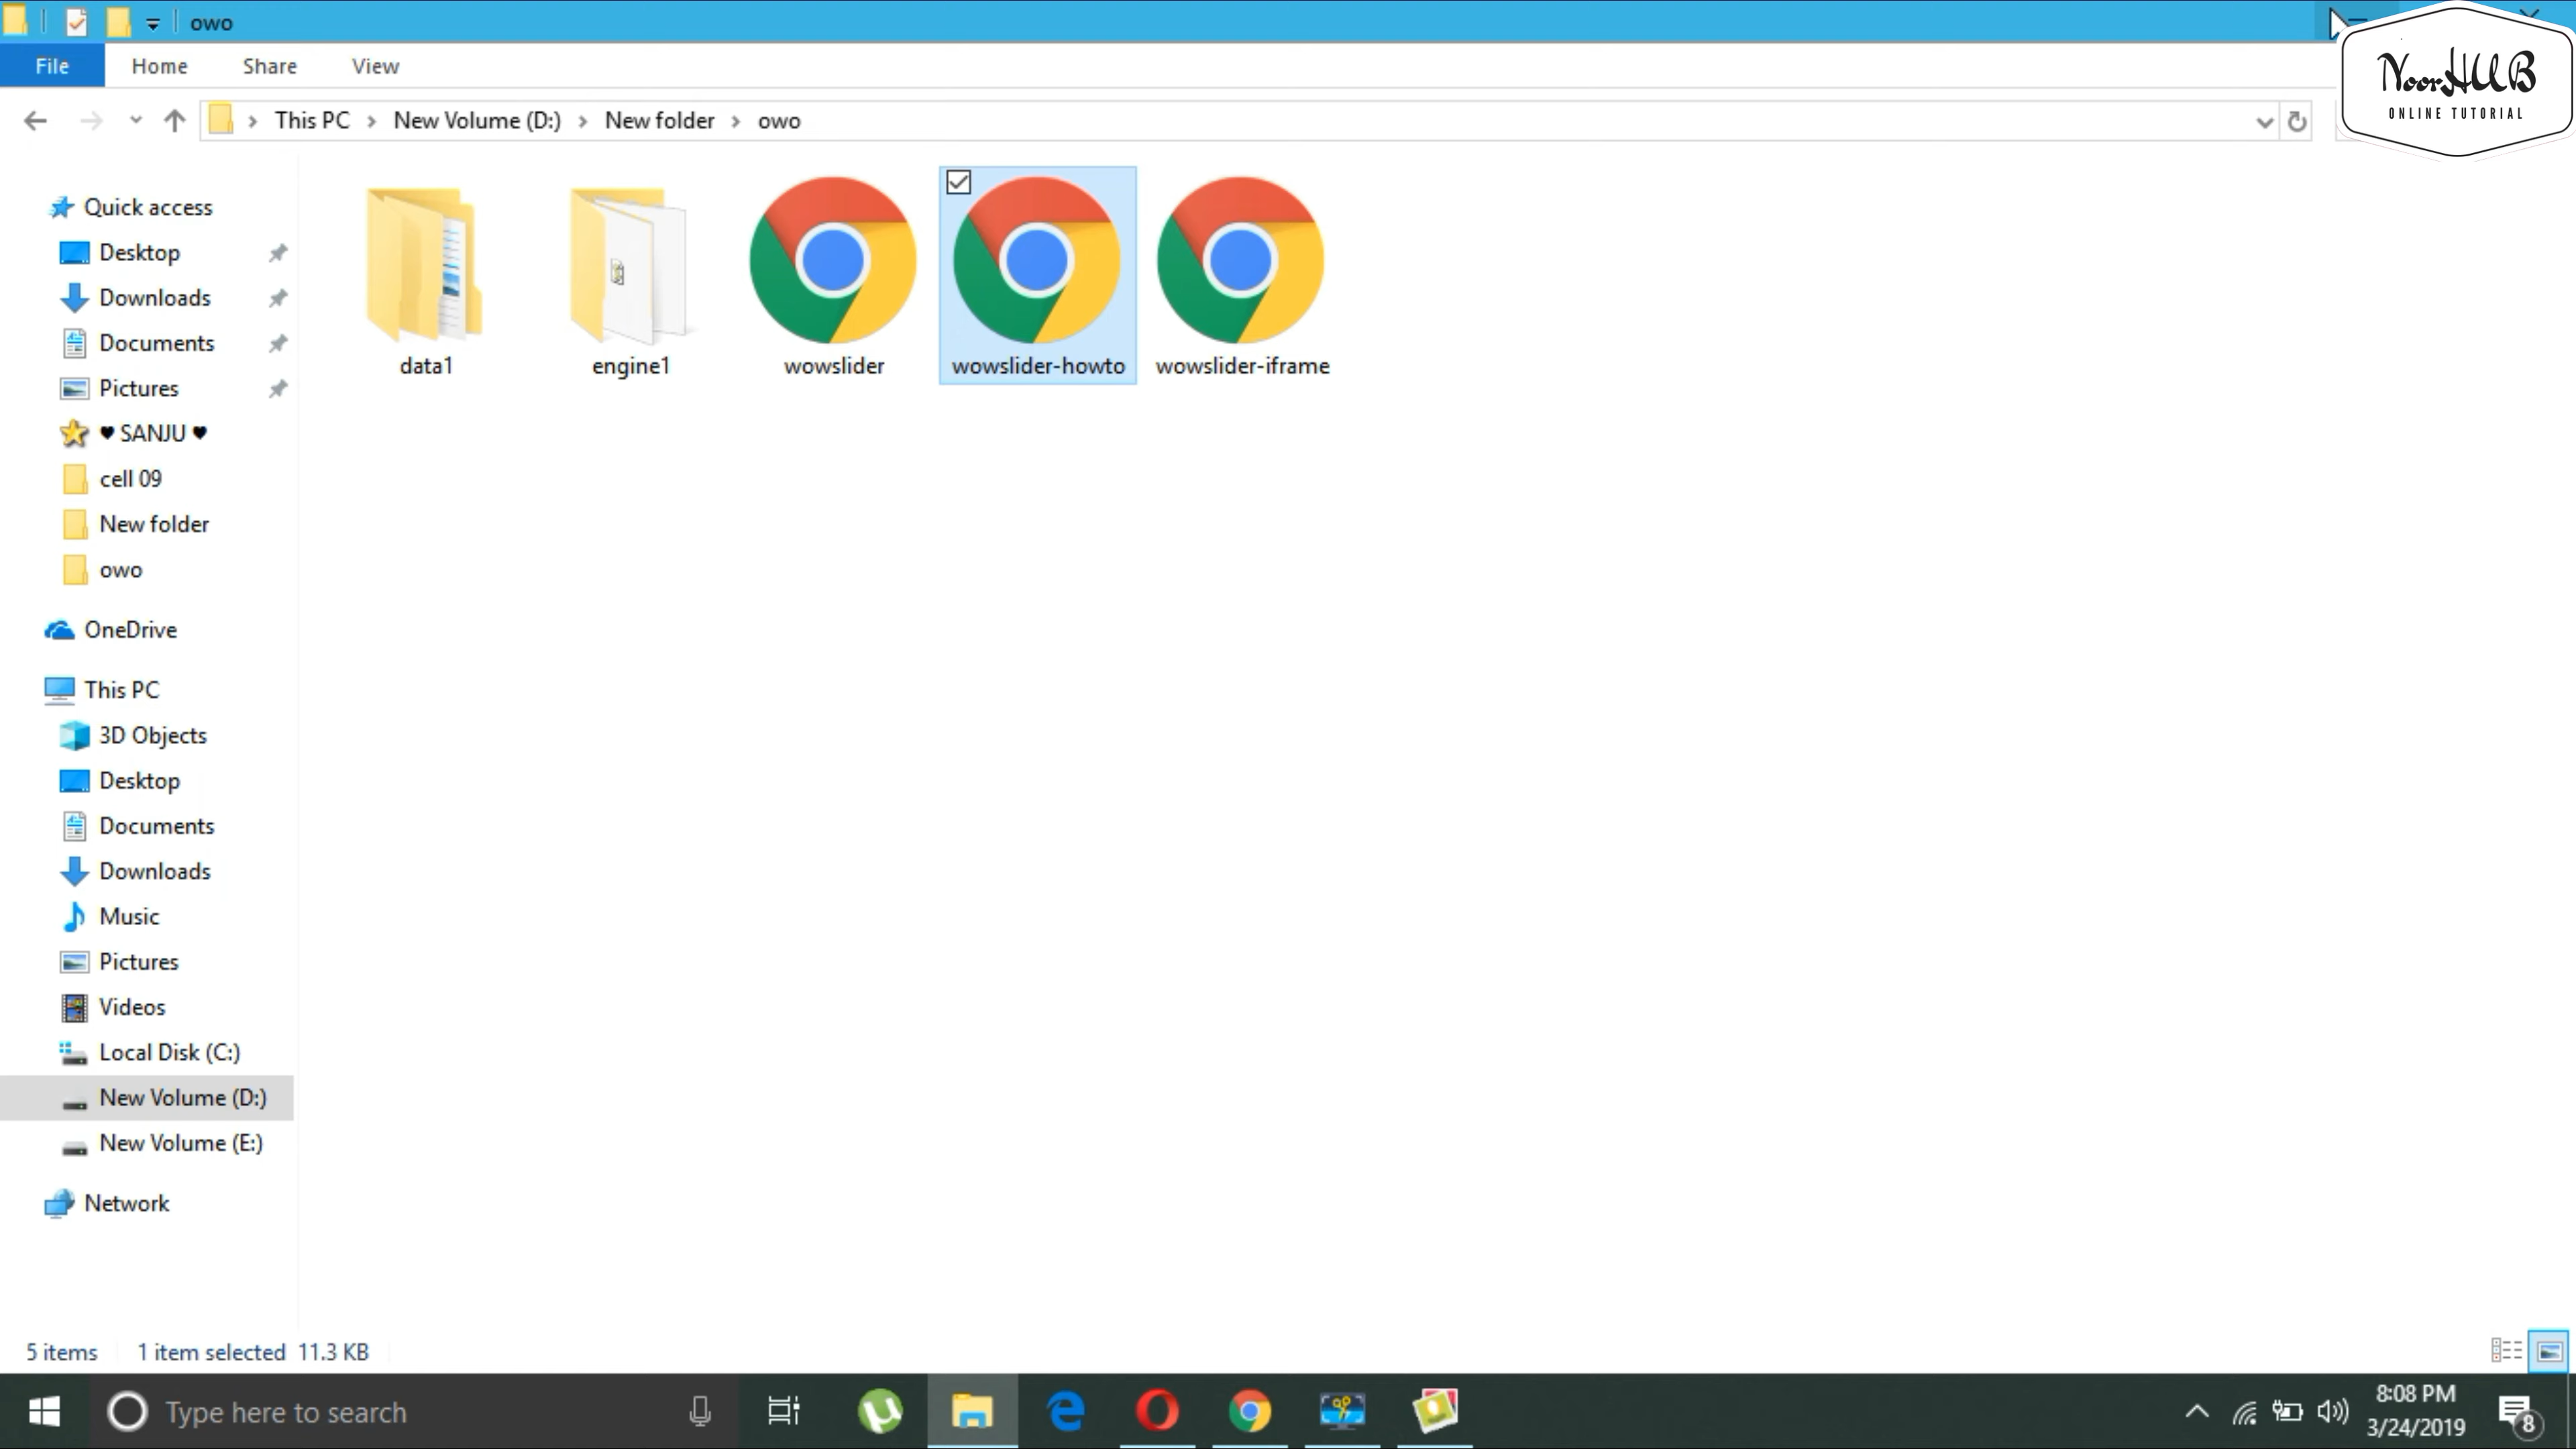 owo
File Home Share View
This PC New Volume (D:) New folder owo
NoorHUB
ONLINE TUTORIAL
Quick access
Desktop
Downloads
Documents
Pictures
♥ SANJU ♥
cell 09
New folder
owo
OneDrive
This PC
3D Objects
Desktop
Documents
Downloads
Music
Pictures
Videos
Local Disk (C:)
New Volume (D:)
New Volume (E:)
Network
data1 engine1 wowslider wowslider-howto wowslider-iframe
5 items 1 item selected 11.3 KB
Type here to search
8:08 PM
3/24/2019
8